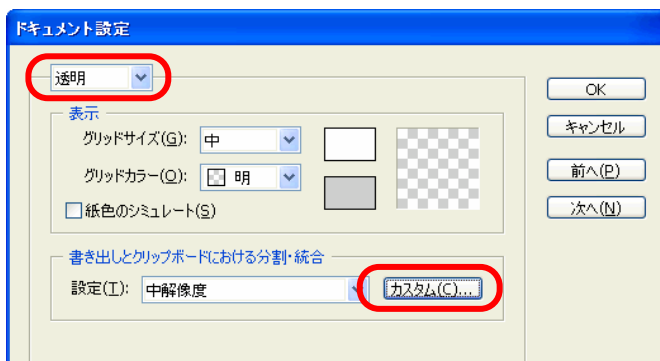 ドキュメント設定
透明
OK
表示
キャンセル
グリッドサイズ(G): 中
グリッドカラー(O): 明
前へ(P)
紙色のシミュレート(S)
次へ(N)
書き出しとクリップボードにおける分割・統合
設定(T): 中解像度
カスタム(C)...